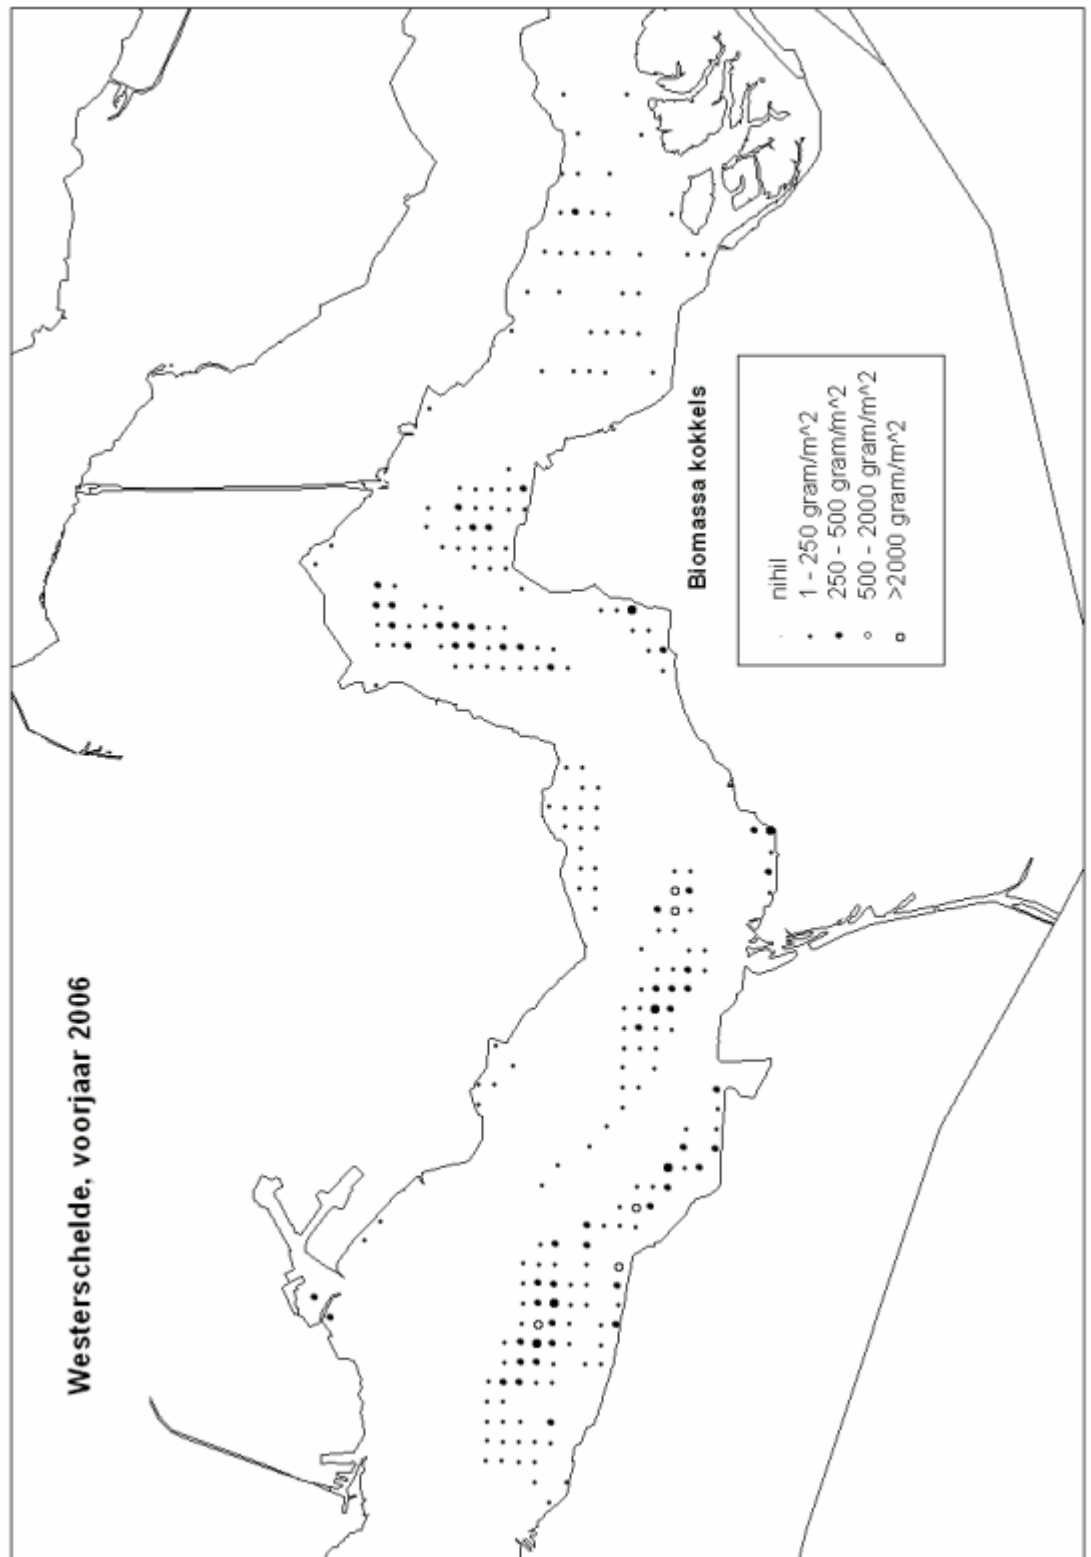 Westerschelde, voorjaar 2006
Biomassa kokkels
nihil
1 - 250 gram/m^2
250 - 500 gram/m^2
500 - 2000 gram/m^2
>2000 gram/m^2